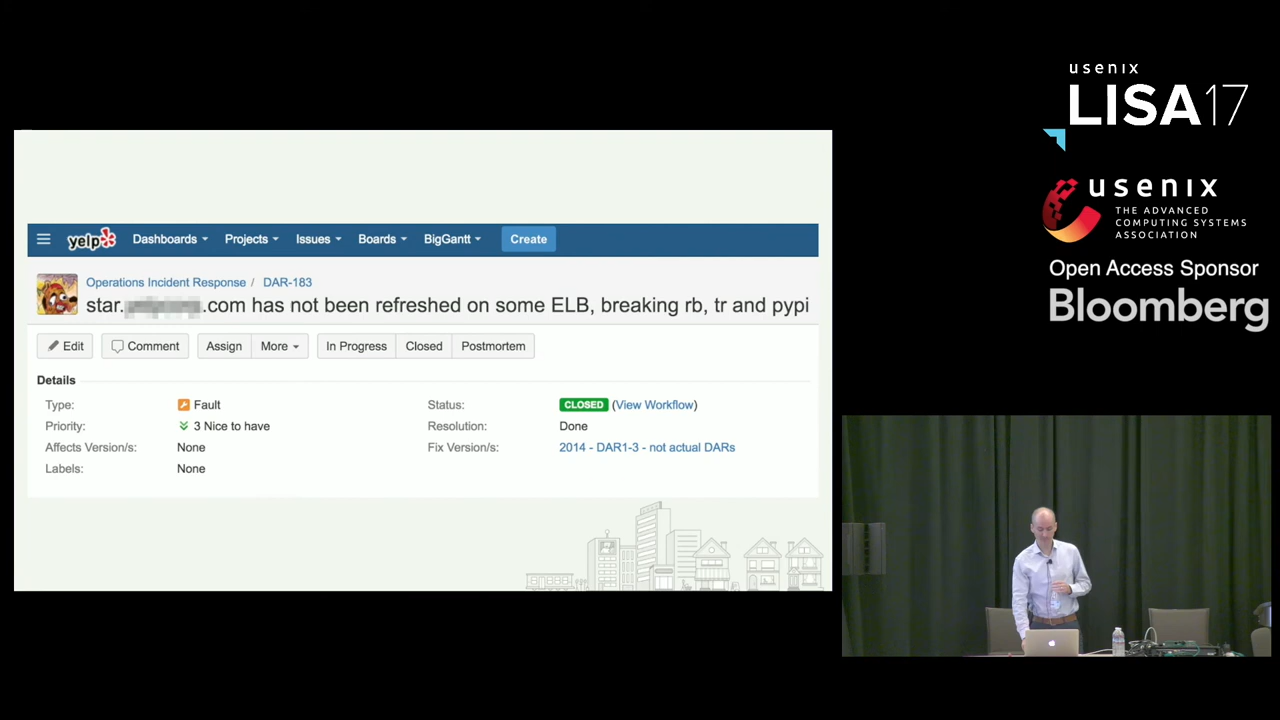 usenix
LISA17
usenix
THE ADVANCED
COMPUTING SYSTEMS
ASSOCIATION
Open Access Sponsor
Bloomberg
yelp Dashboards Projects Issues Boards BigGantt Create
Operations Incident Response / DAR-183
star. .com has not been refreshed on some ELB, breaking rb, tr and pypi
Edit Comment Assign More In Progress Closed Postmortem
Details
Type: Fault Status: CLOSED (View Workflow)
Priority: 3 Nice to have Resolution: Done
Affects Version/s: None Fix Version/s: 2014 - DAR1-3 - not actual DARs
Labels: None